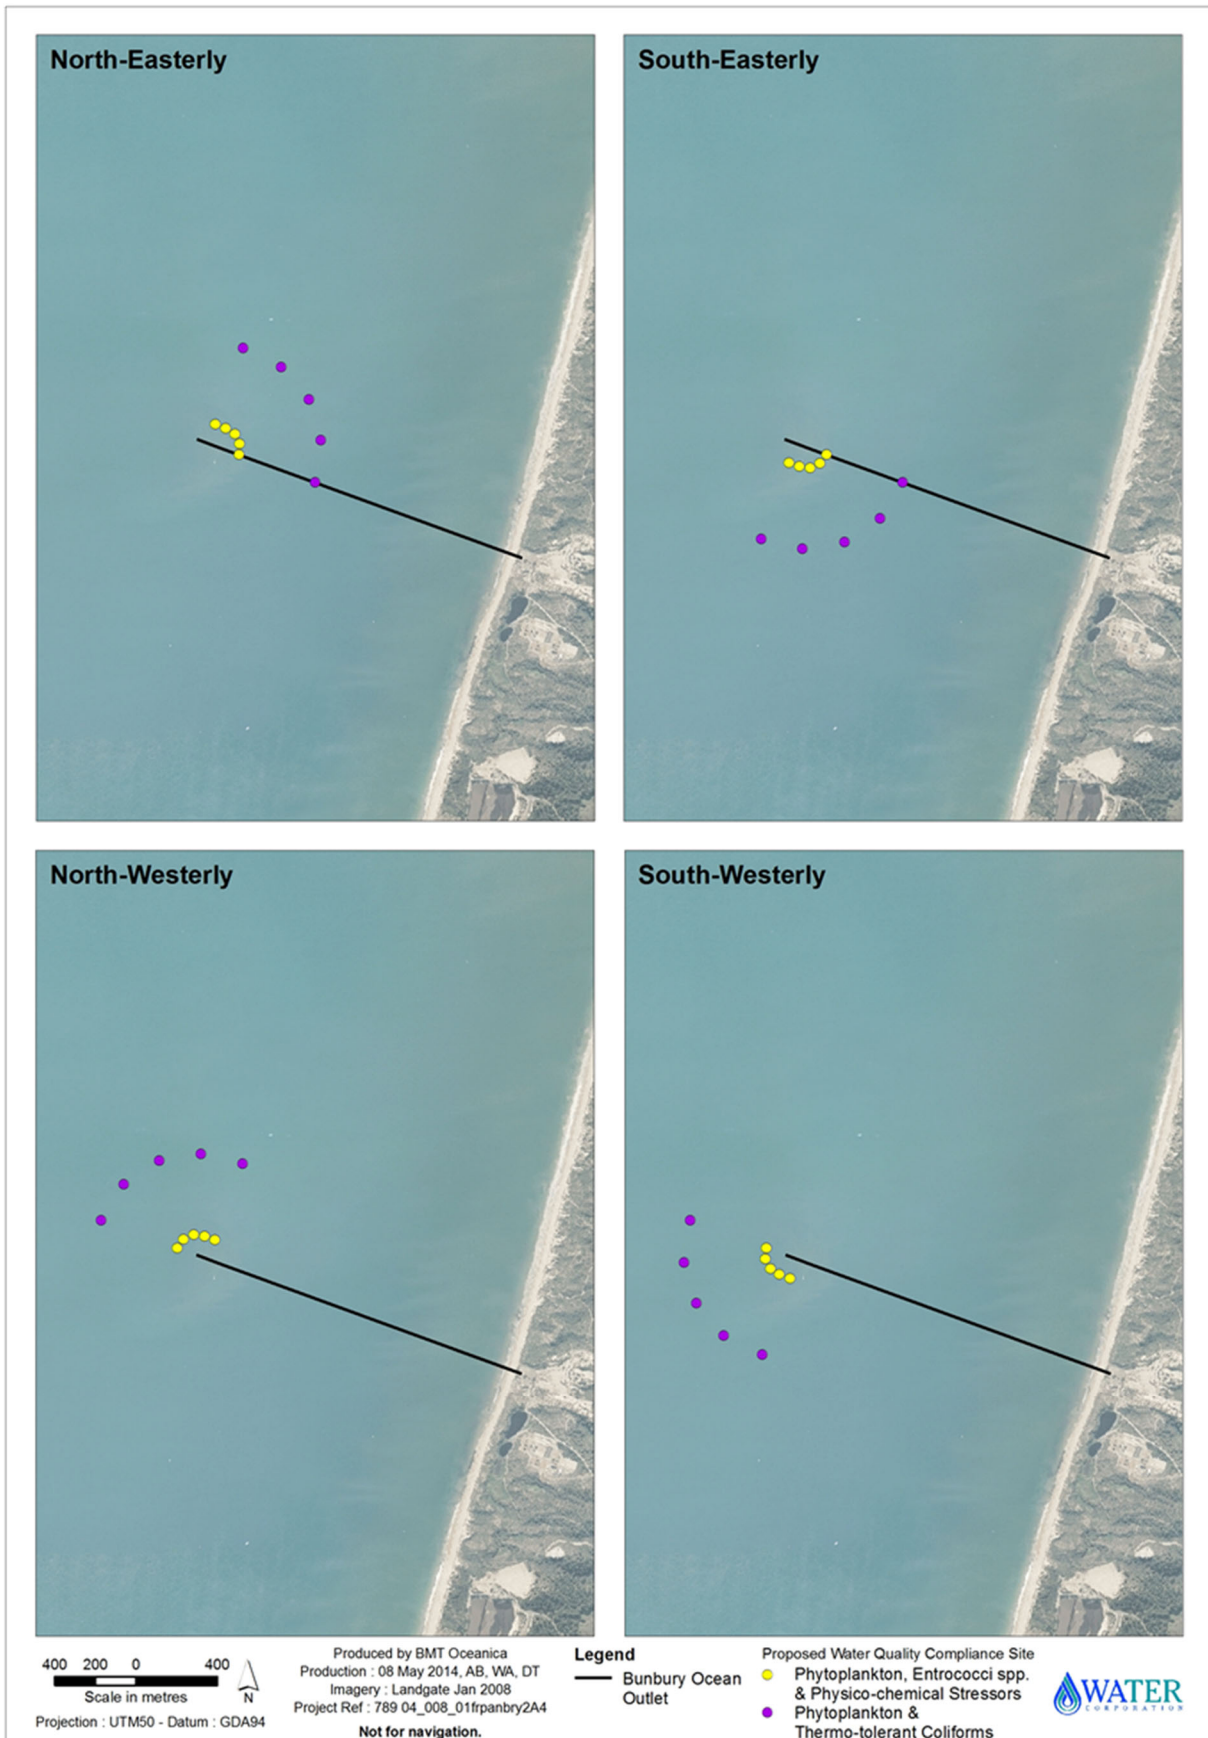 North-Easterly
South-Easterly
North-Westerly
South-Westerly
400 200 0 400
Scale in metres
N
Projection : UTM50 - Datum : GDA94
Produced by BMT Oceanica
Production : 08 May 2014, AB, WA, DT
Imagery : Landgate Jan 2008
Project Ref : 789 04_008_01frpanbry2A4
Not for navigation.
Legend
Bunbury Ocean
Outlet
Proposed Water Quality Compliance Site
Phytoplankton, Entrococci spp.
& Physico-chemical Stressors
Phytoplankton &
Thermo-tolerant Coliforms
WATER
CORPORATION